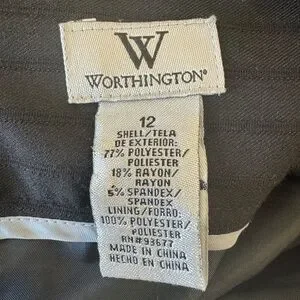 W
WORTHINGTON®
12
SHELL/TELA
DE EXTERIOR:
77% POLYESTER/
POLIESTER
18% RAYON/
RAYON
5% SPANDEX/
SPANDEX
LINING/FORRO:
100% POLYESTER/
POLIESTER
RN#93677
MADE IN CHINA
HECHO EN CHINA